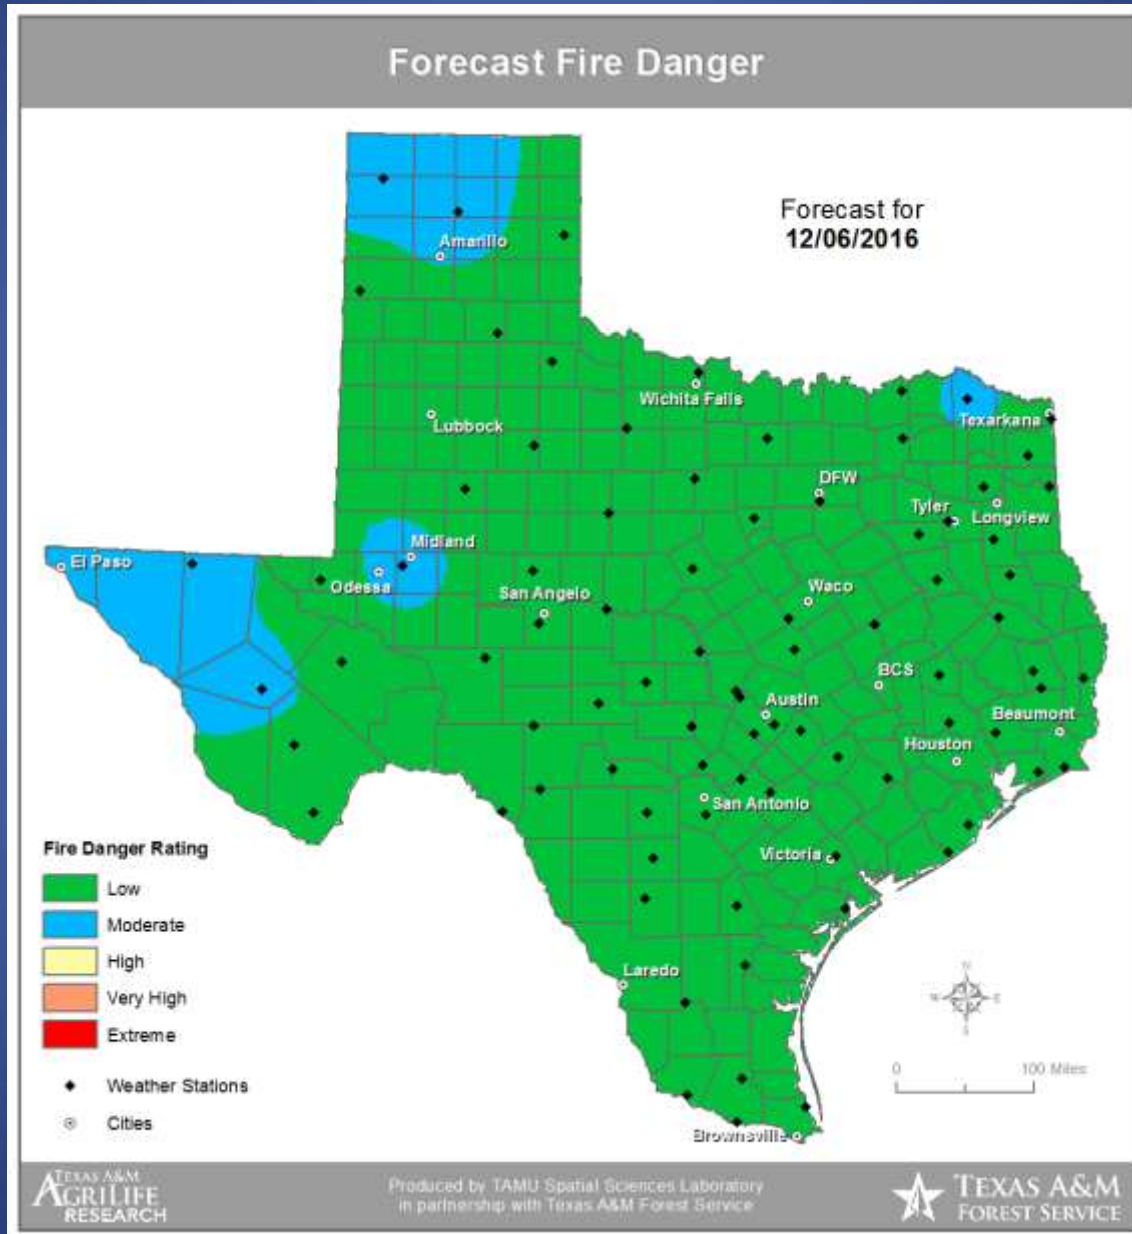 Forecast Fire Danger
Forecast for
12/06/2016
Amarillo
Wichita Falls
Lubbock
Texarkana
DFW
Tyler
Longview
Midland
El Paso
Odessa
San Angelo
Waco
BCS
Austin
Beaumont
Houston
San Antonio
Victoria
Laredo
Brownsville
Fire Danger Rating
Low
Moderate
High
Very High
Extreme
Weather Stations
Cities
N
W E
S
0 100 Miles
TEXAS A&M
AGRILIFE
RESEARCH
Produced by TAMU Spatial Sciences Laboratory
in partnership with Texas A&M Forest Service
TEXAS A&M
FOREST SERVICE